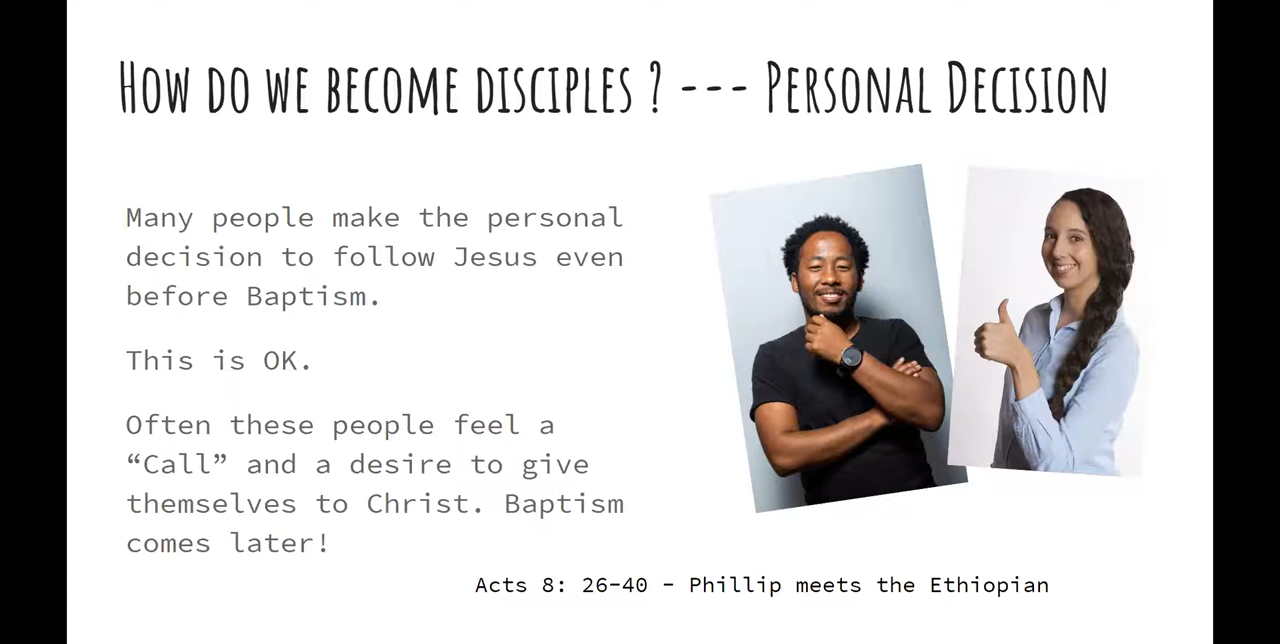 How do we become disciples ? --- Personal Decision
Many people make the personal
decision to follow Jesus even
before Baptism.
This is OK.
Often these people feel a
“Call” and a desire to give
themselves to Christ. Baptism
comes later!
Acts 8: 26-40 - Phillip meets the Ethiopian